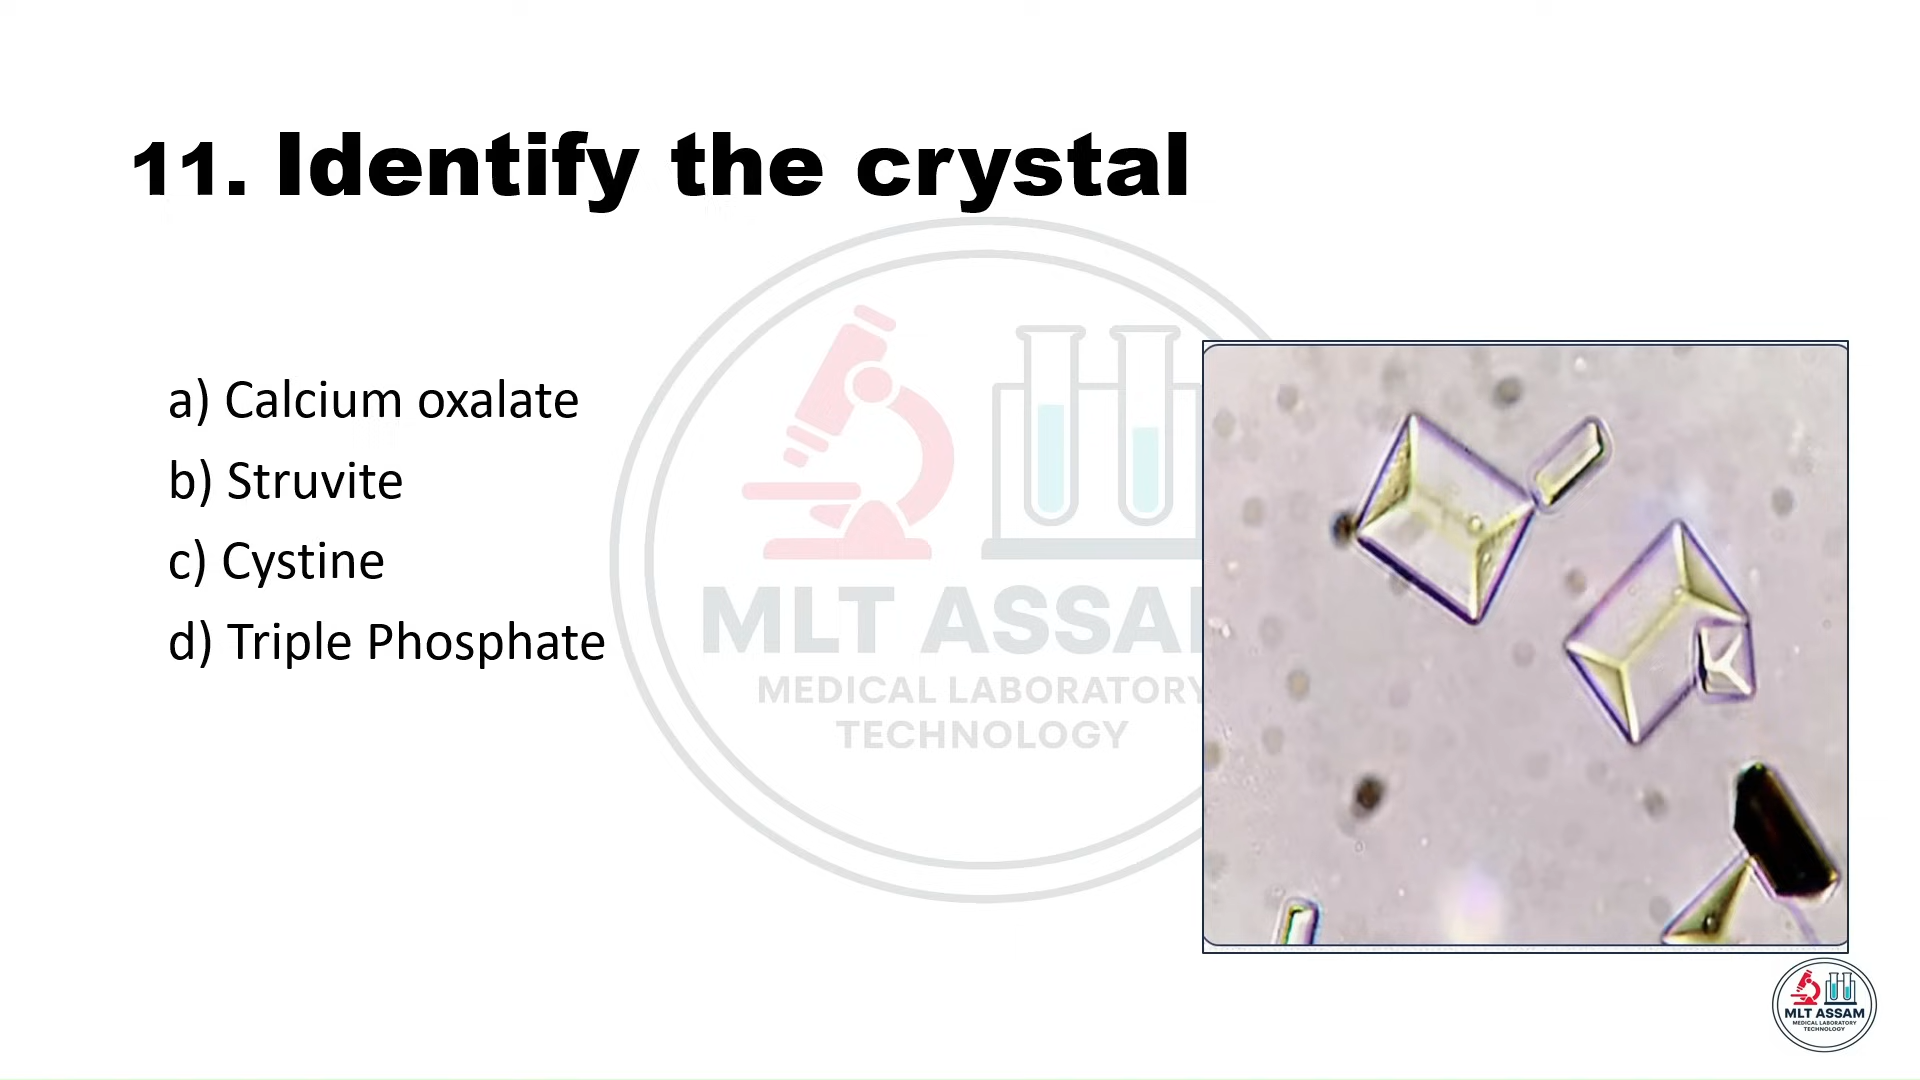 11. Identify the crystal
a) Calcium oxalate
b) Struvite
c) Cystine
d) Triple Phosphate
MLT ASSA
MEDICAL LABORATORY
TECHNOLOGY
MLT ASSAM
MEDICAL LABORATORY
TECHNOLOGY